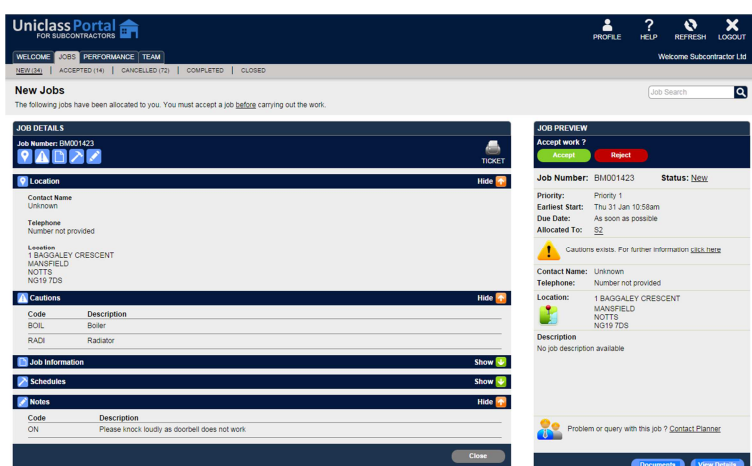 Uniclass Portal
FOR SUBCONTRACTORS
PROFILE HELP REFRESH LOGOUT
WELCOME JOBS PERFORMANCE TEAM
Welcome Subcontractor Ltd
NEW (34) | ACCEPTED (14) | CANCELLED (72) | COMPLETED | CLOSED
New Jobs
The following jobs have been allocated to you. You must accept a job before carrying out the work.
Job Search
JOB DETAILS
Job Number: BM001423
TICKET
Location Hide
Contact Name
Unknown
Telephone
Number not provided
Location
1 BAGGALEY CRESCENT
MANSFIELD
NOTTS
NG19 7DS
Cautions Hide
Code Description
BOIL Boiler
RADI Radiator
Job Information Show
Schedules Show
Notes Hide
Code Description
ON Please knock loudly as doorbell does not work
Close
JOB PREVIEW
Accept work ?
Accept Reject
Job Number: BM001423 Status: New
Priority: Priority 1
Earliest Start: Thu 31 Jan 10:58am
Due Date: As soon as possible
Allocated To: S2
Cautions exists. For further information click here
Contact Name: Unknown
Telephone: Number not provided
Location: 1 BAGGALEY CRESCENT
MANSFIELD
NOTTS
NG19 7DS
Description
No job description available
Problem or query with this job ? Contact Planner
Documents View Details